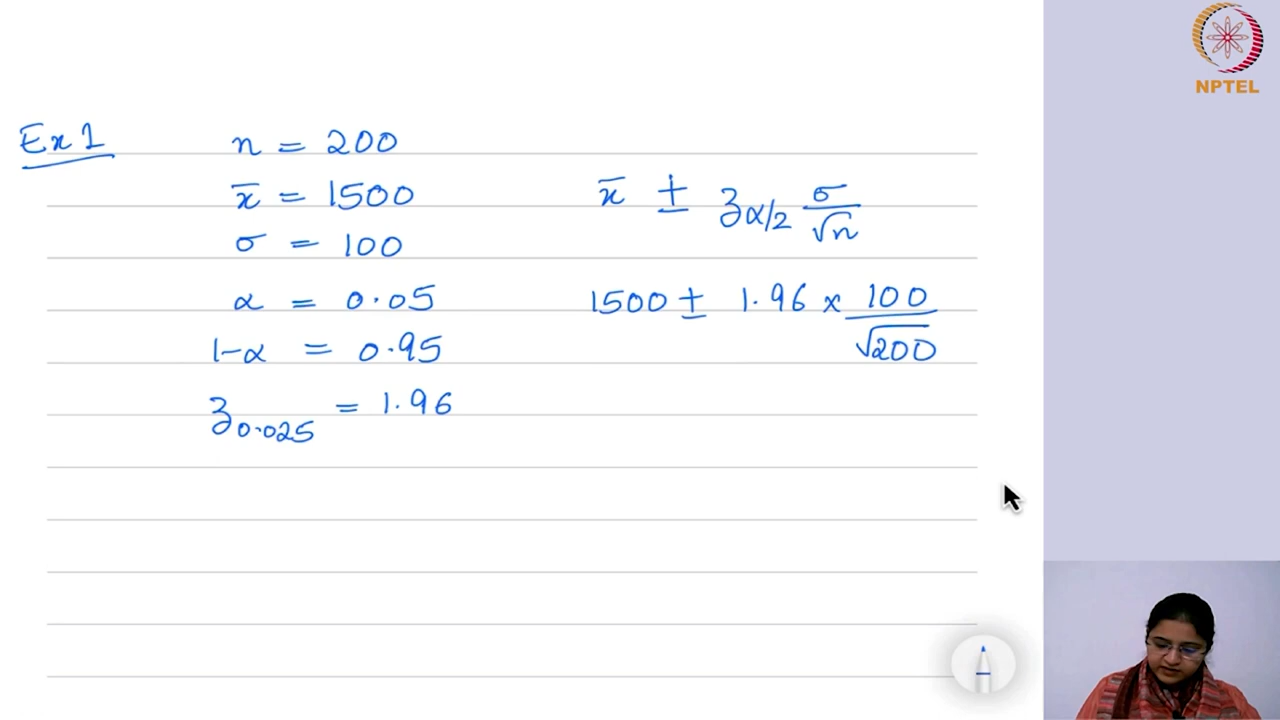 NPTEL
Ex 1
n = 200
x̄ = 1500
σ = 100
α = 0.05
1-α = 0.95
z0.025 = 1.96
x̄ ± zα/2 σ/√n
1500 ± 1.96 × 100/√200